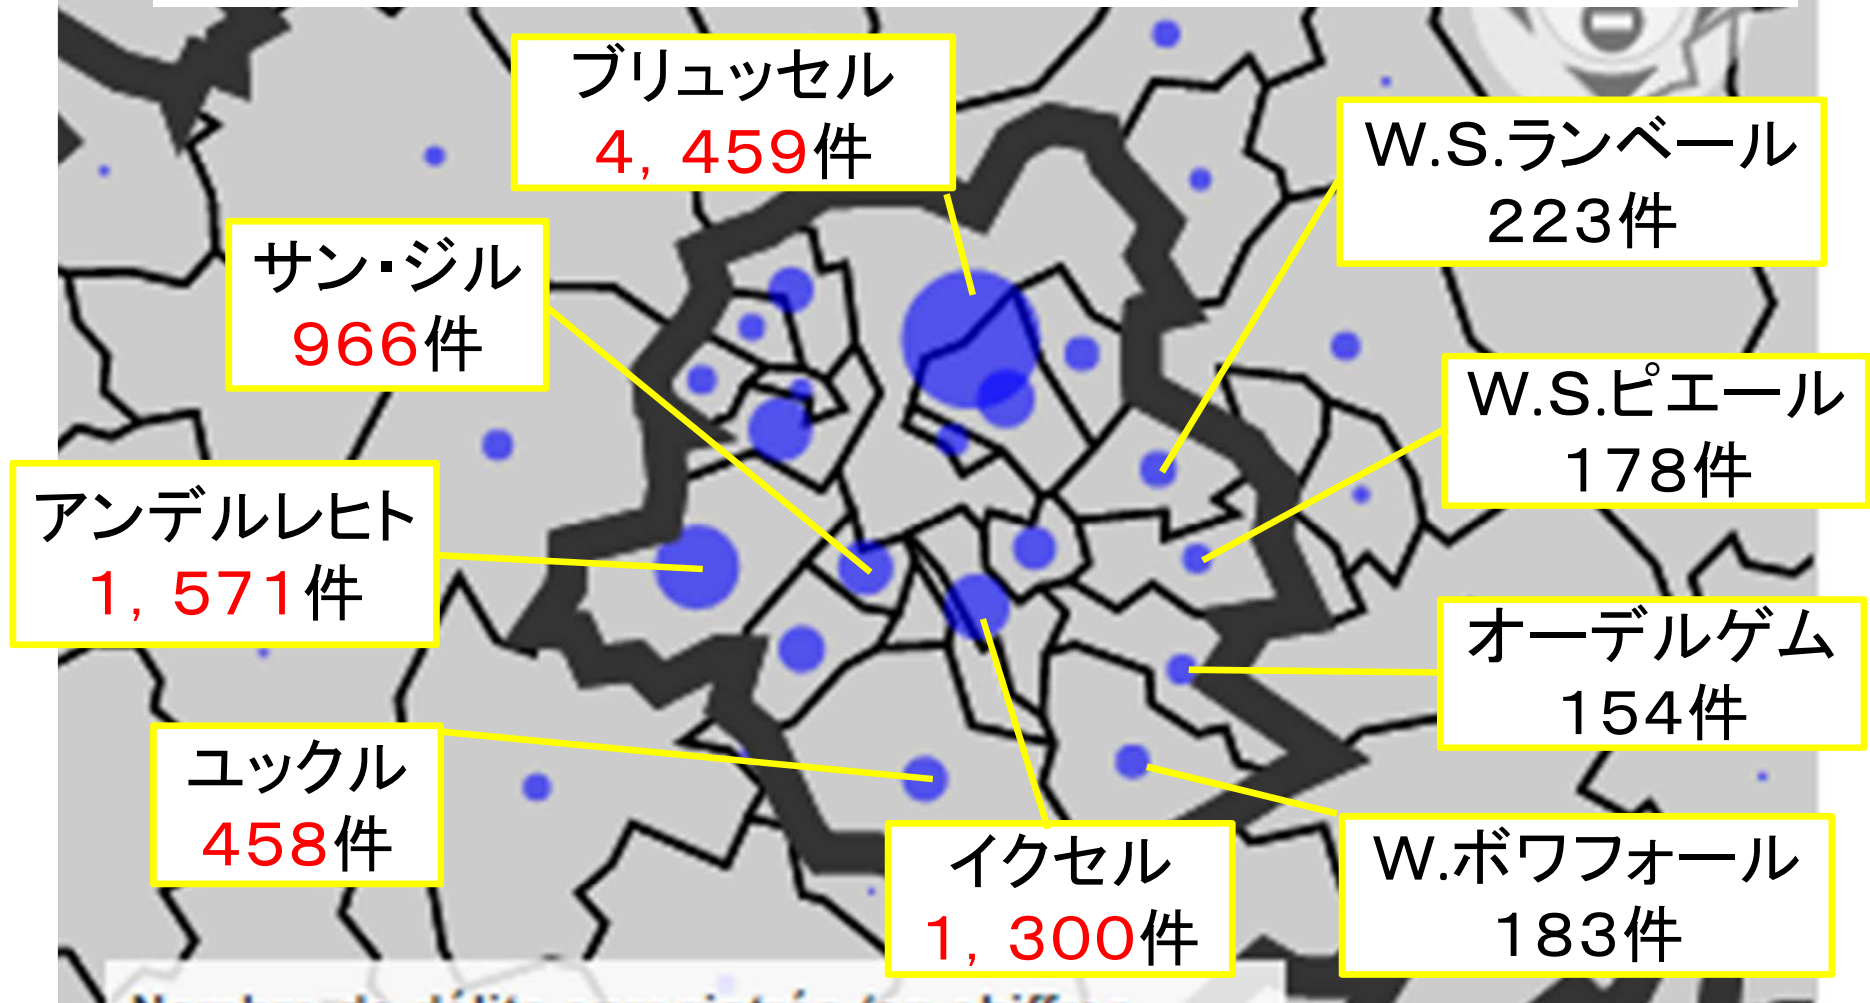 ブリュッセル
4，459件
W.S.ランベール
223件
サン・ジル
966件
W.S.ピエール
178件
アンデルレヒト
1，571件
オーデルゲム
154件
ユックル
458件
イクセル
1，300件
W.ボワフォール
183件